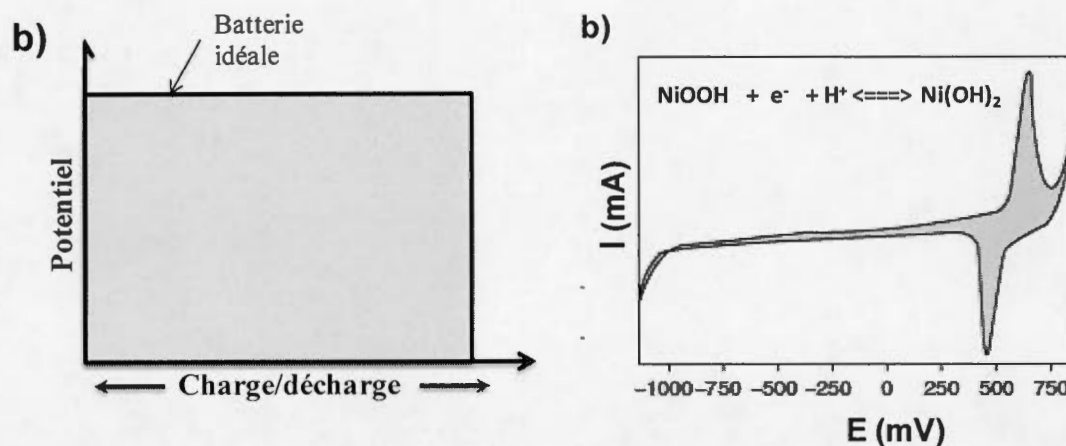 b)
Batterie
idéale
Potentiel
Charge/décharge
b)
NiOOH + e- + H+ <===> Ni(OH)2
I (mA)
−1000 −750 −500 −250 0 250 500 750
E (mV)